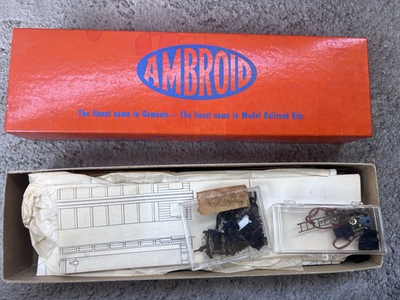 AMBROID
The finest name in Cements - The finest name in Model Railroad Kits